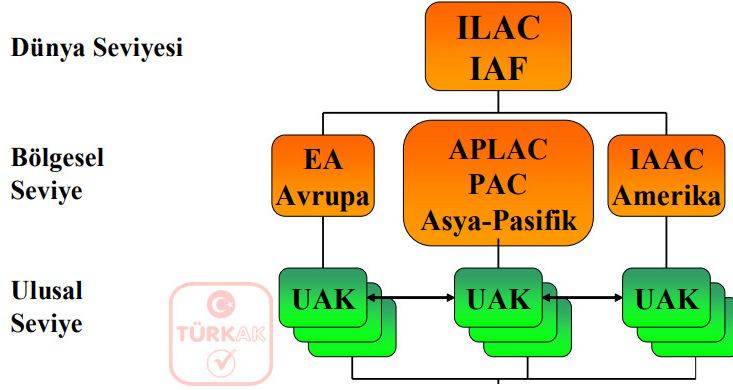 Dünya Seviyesi
ILAC
IAF
Bölgesel
Seviye
EA
Avrupa
APLAC
PAC
Asya-Pasifik
IAAC
Amerika
Ulusal
Seviye
TÜRKAK
UAK
UAK
UAK